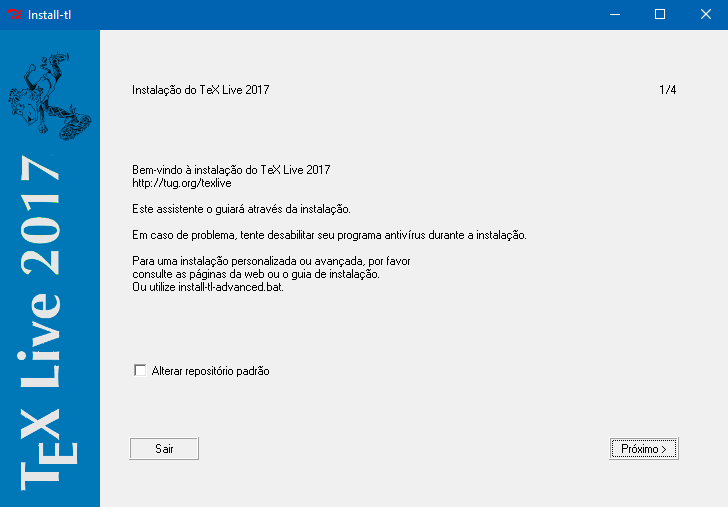 Install-tl
TeX Live 2017
Instalação do TeX Live 2017
1/4
Bem-vindo à instalação do TeX Live 2017
http://tug.org/texlive
Este assistente o guiará através da instalação.
Em caso de problema, tente desabilitar seu programa antivírus durante a instalação.
Para uma instalação personalizada ou avançada, por favor
consulte as páginas da web ou o guia de instalação.
Ou utilize install-tl-advanced.bat.
Alterar repositório padrão
Sair
Próximo >